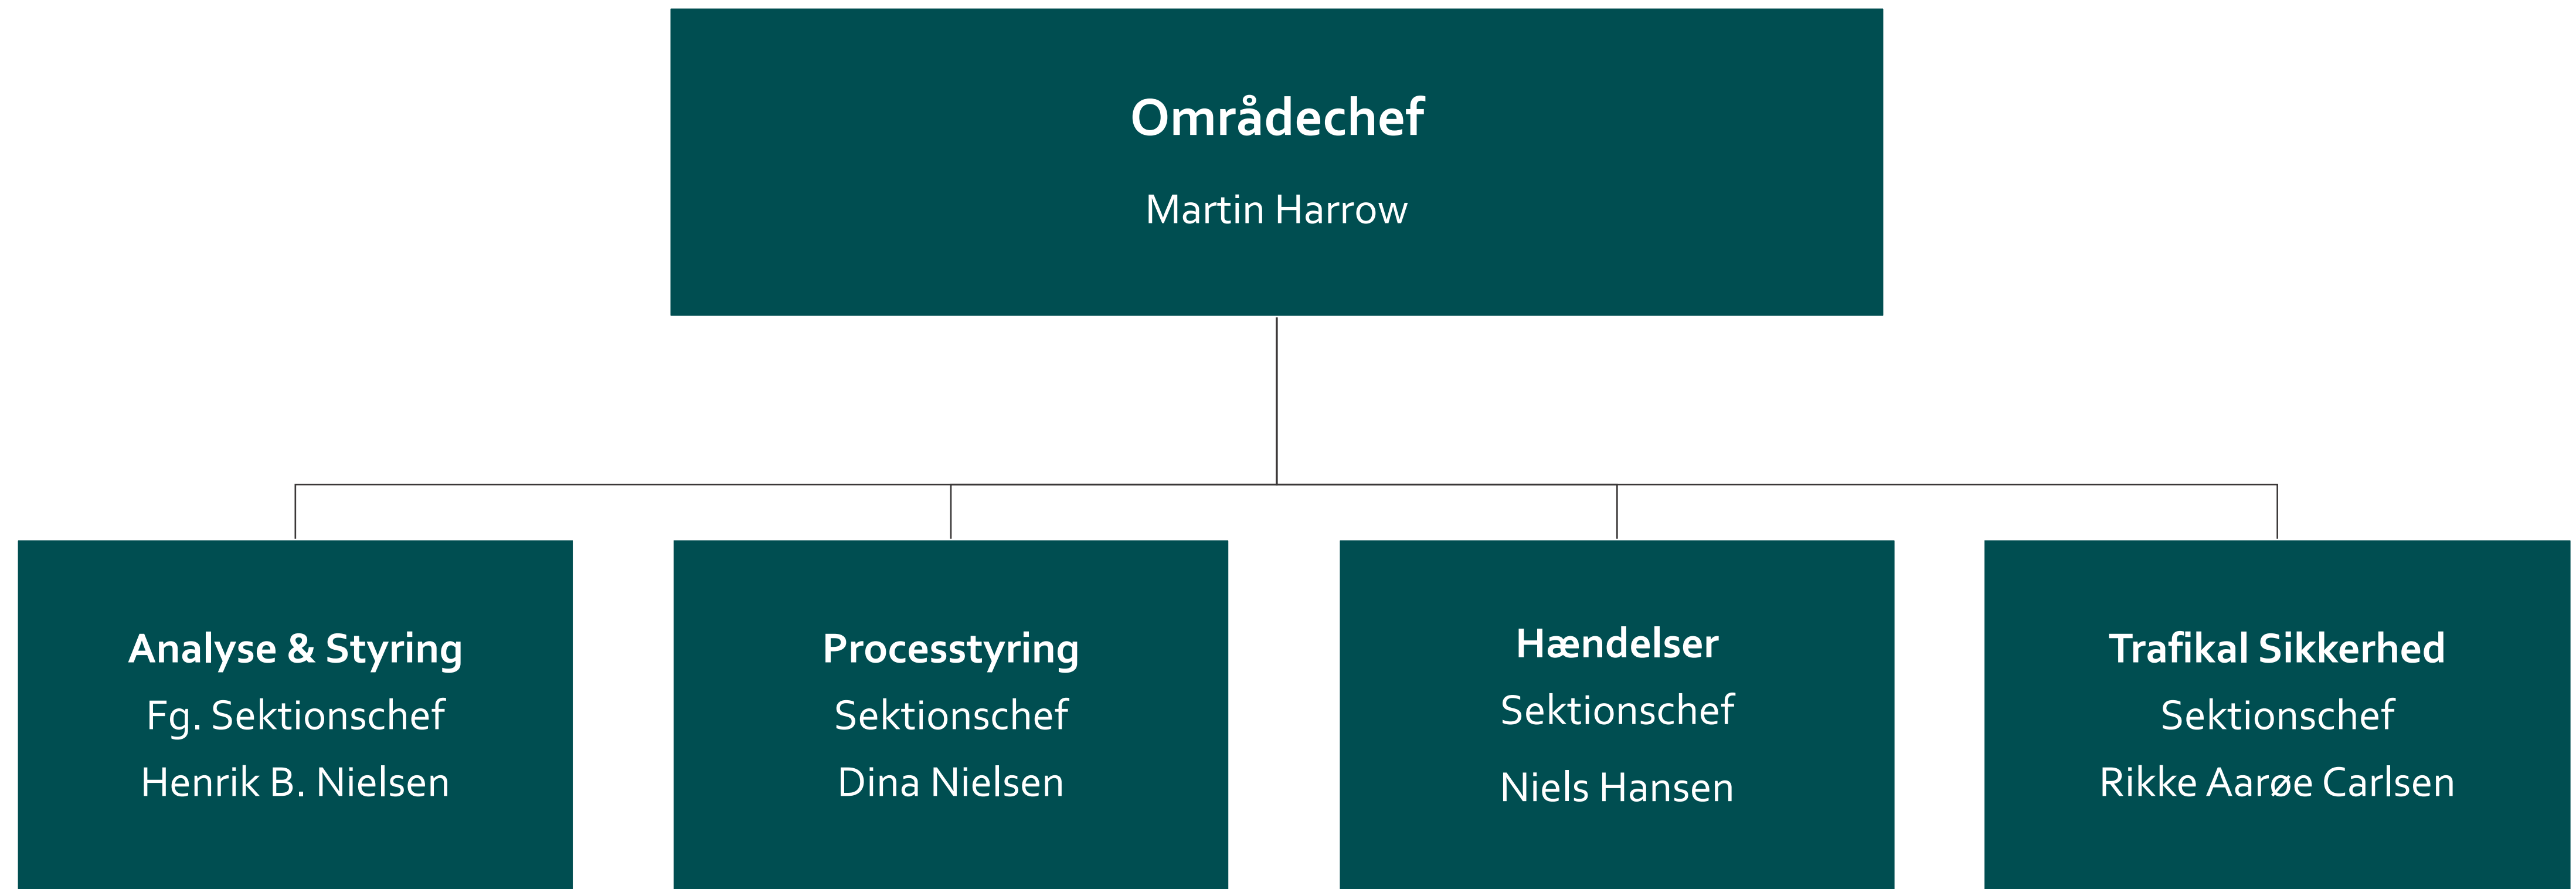 Områdechef
Martin Harrow
Analyse & Styring
Fg. Sektionschef
Henrik B. Nielsen
Processtyring
Sektionschef
Dina Nielsen
Hændelser
Sektionschef
Niels Hansen
Trafikal Sikkerhed
Sektionschef
Rikke Aarøe Carlsen